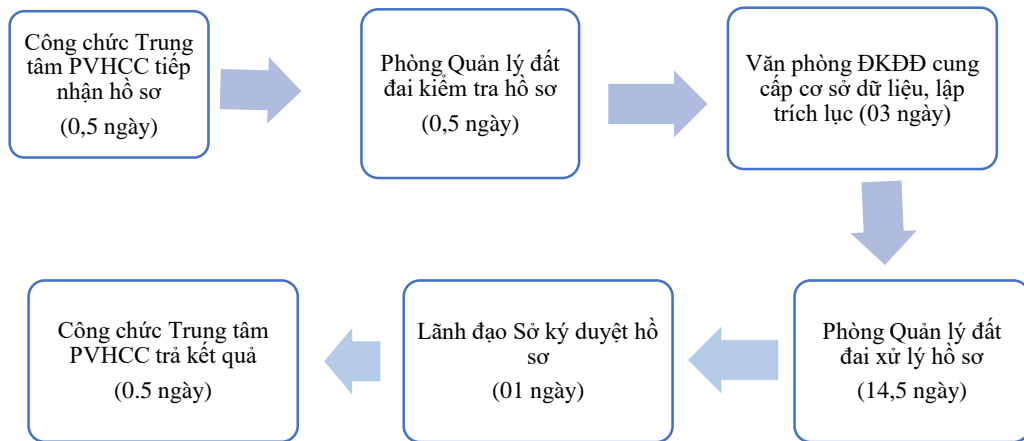 Công chức Trung
tâm PVHCC tiếp
nhận hồ sơ
(0,5 ngày)
Phòng Quản lý đất
đai kiểm tra hồ sơ
(0,5 ngày)
Văn phòng ĐKĐĐ cung
cấp cơ sở dữ liệu, lập
trích lục (03 ngày)
Phòng Quản lý đất
đai xử lý hồ sơ
(14,5 ngày)
Lãnh đạo Sở ký duyệt hồ
sơ
(01 ngày)
Công chức Trung tâm
PVHCC trả kết quả
(0.5 ngày)